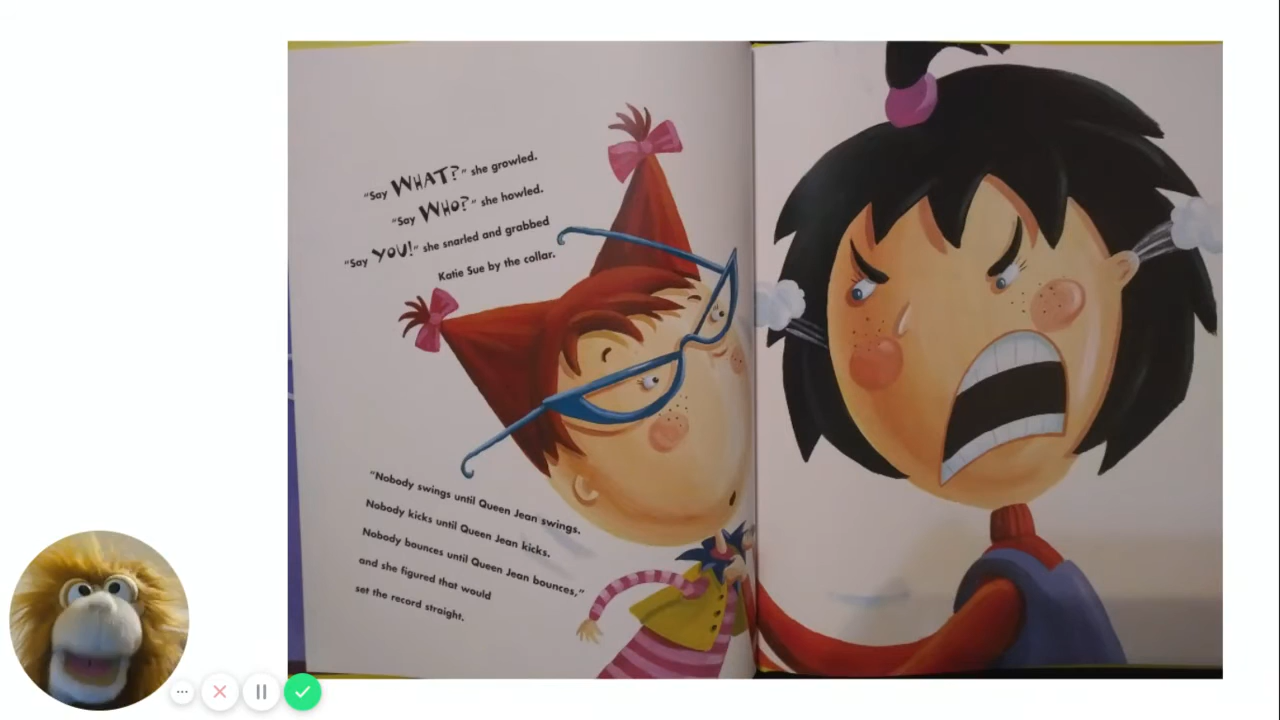 "Say WHAT?" she growled.
"Say WHO?" she howled.
"Say YOU!" she snarled and grabbed
Katie Sue by the collar.
"Nobody swings until Queen Jean swings.
Nobody kicks until Queen Jean kicks.
Nobody bounces until Queen Jean bounces,"
and she figured that would
set the record straight.